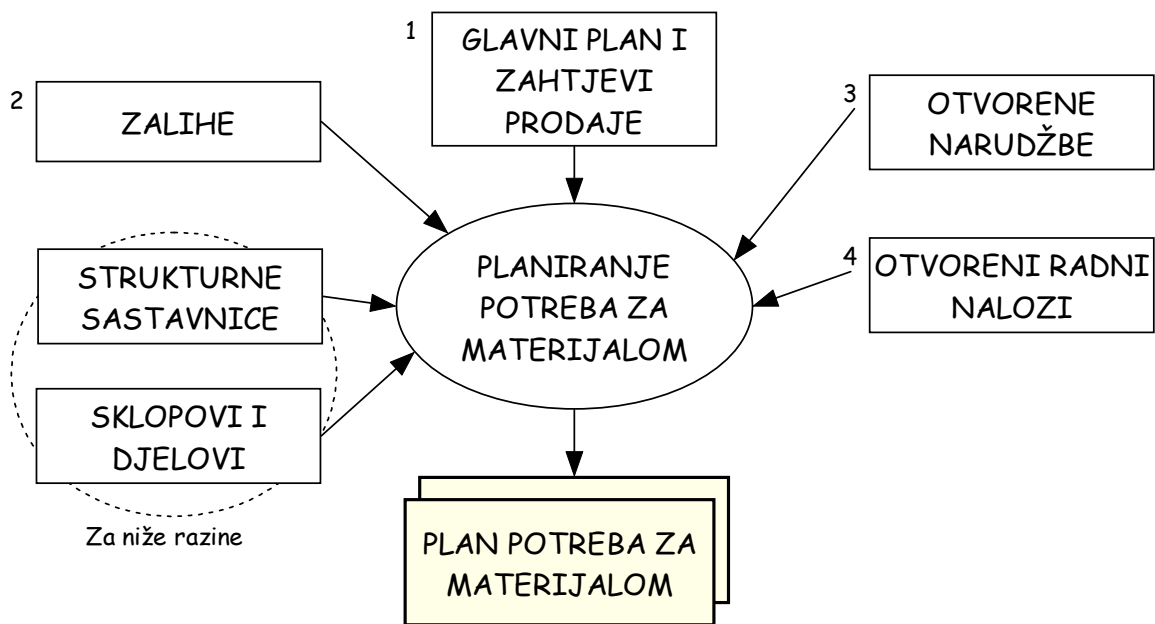 1
GLAVNI PLAN I
ZAHTJEVI
PRODAJE
2
ZALIHE
3
OTVORENE
NARUDŽBE
STRUKTURNE
SASTAVNICE
PLANIRANJE
POTREBA ZA
MATERIJALOM
4
OTVORENI RADNI
NALOZI
SKLOPOVI I
DJELOVI
Za niže razine
PLAN POTREBA ZA
MATERIJALOM